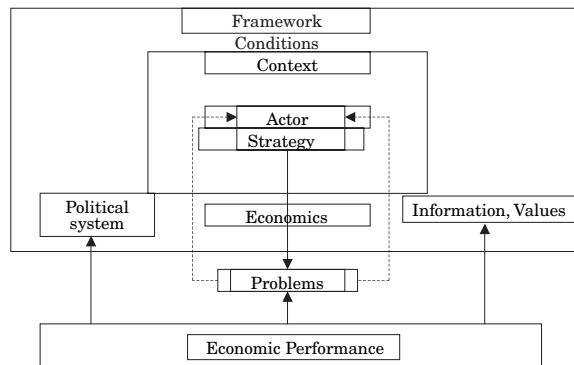 Framework
Conditions
Context
Actor
Strategy
Political
system
Economics
Information, Values
Problems
Economic Performance